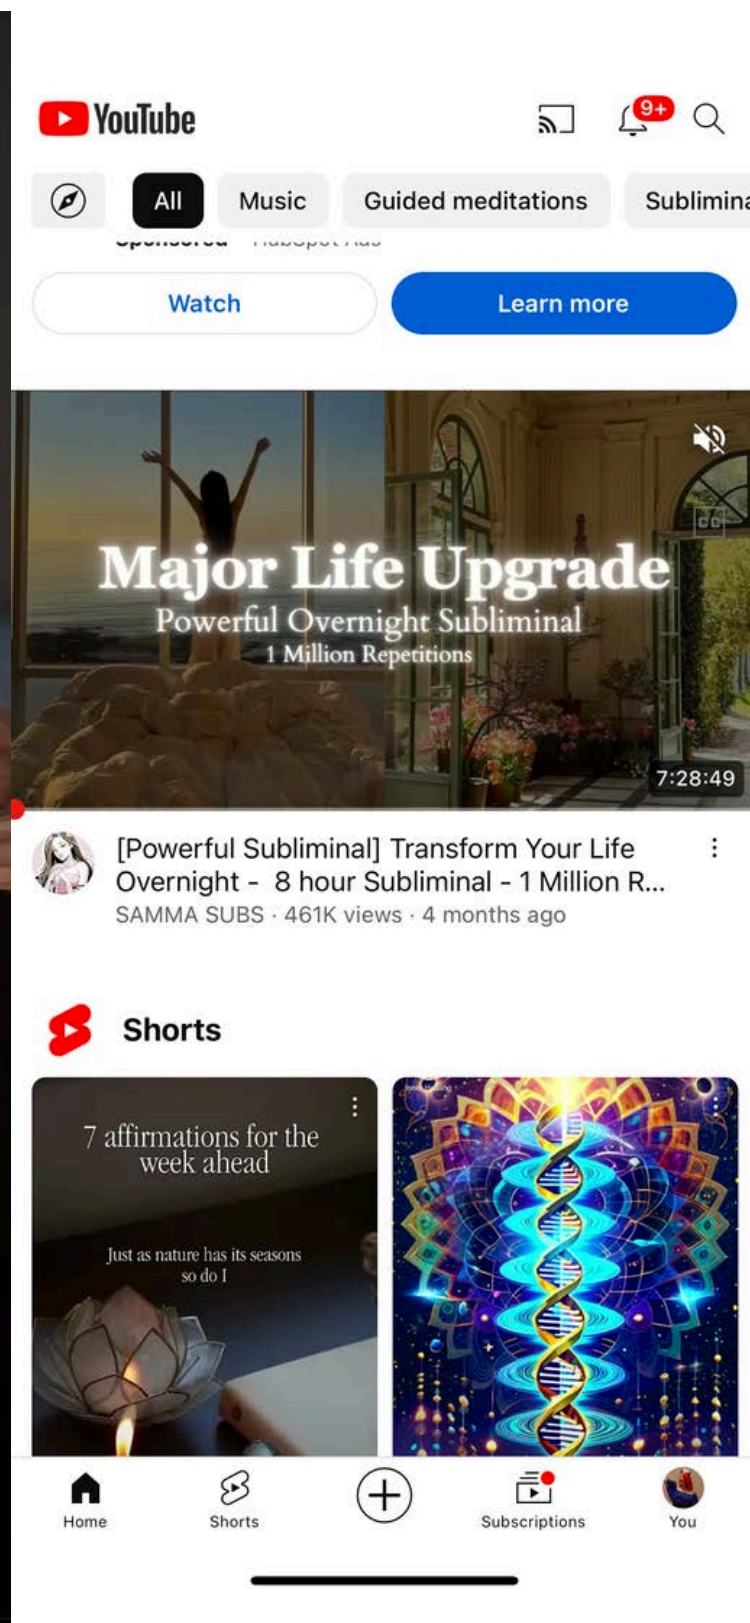 YouTube
9+
All
Music
Guided meditations
Sublimina
Sponsored · HubSpot Ads
Watch
Learn more
Major Life Upgrade
Powerful Overnight Subliminal
1 Million Repetitions
7:28:49
[Powerful Subliminal] Transform Your Life
Overnight - 8 hour Subliminal - 1 Million R...
SAMMA SUBS · 461K views · 4 months ago
Shorts
7 affirmations for the
week ahead
Just as nature has its seasons
so do I
Home
Shorts
Subscriptions
You